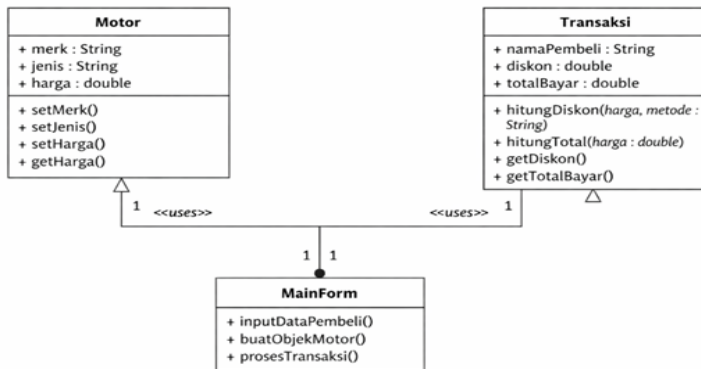 Motor
+ merk : String
+ jenis : String
+ harga : double
+ setMerk()
+ setJenis()
+ setHarga()
+ getHarga()
Transaksi
+ namaPembeli : String
+ diskon : double
+ totalBayar : double
+ hitungDiskon(harga, metode :
String)
+ hitungTotal(harga : double)
+ getDiskon()
+ getTotalBayar()
1 <<uses>>
<<uses>> 1
1 1
MainForm
+ inputDataPembeli()
+ buatObjekMotor()
+ prosesTransaksi()